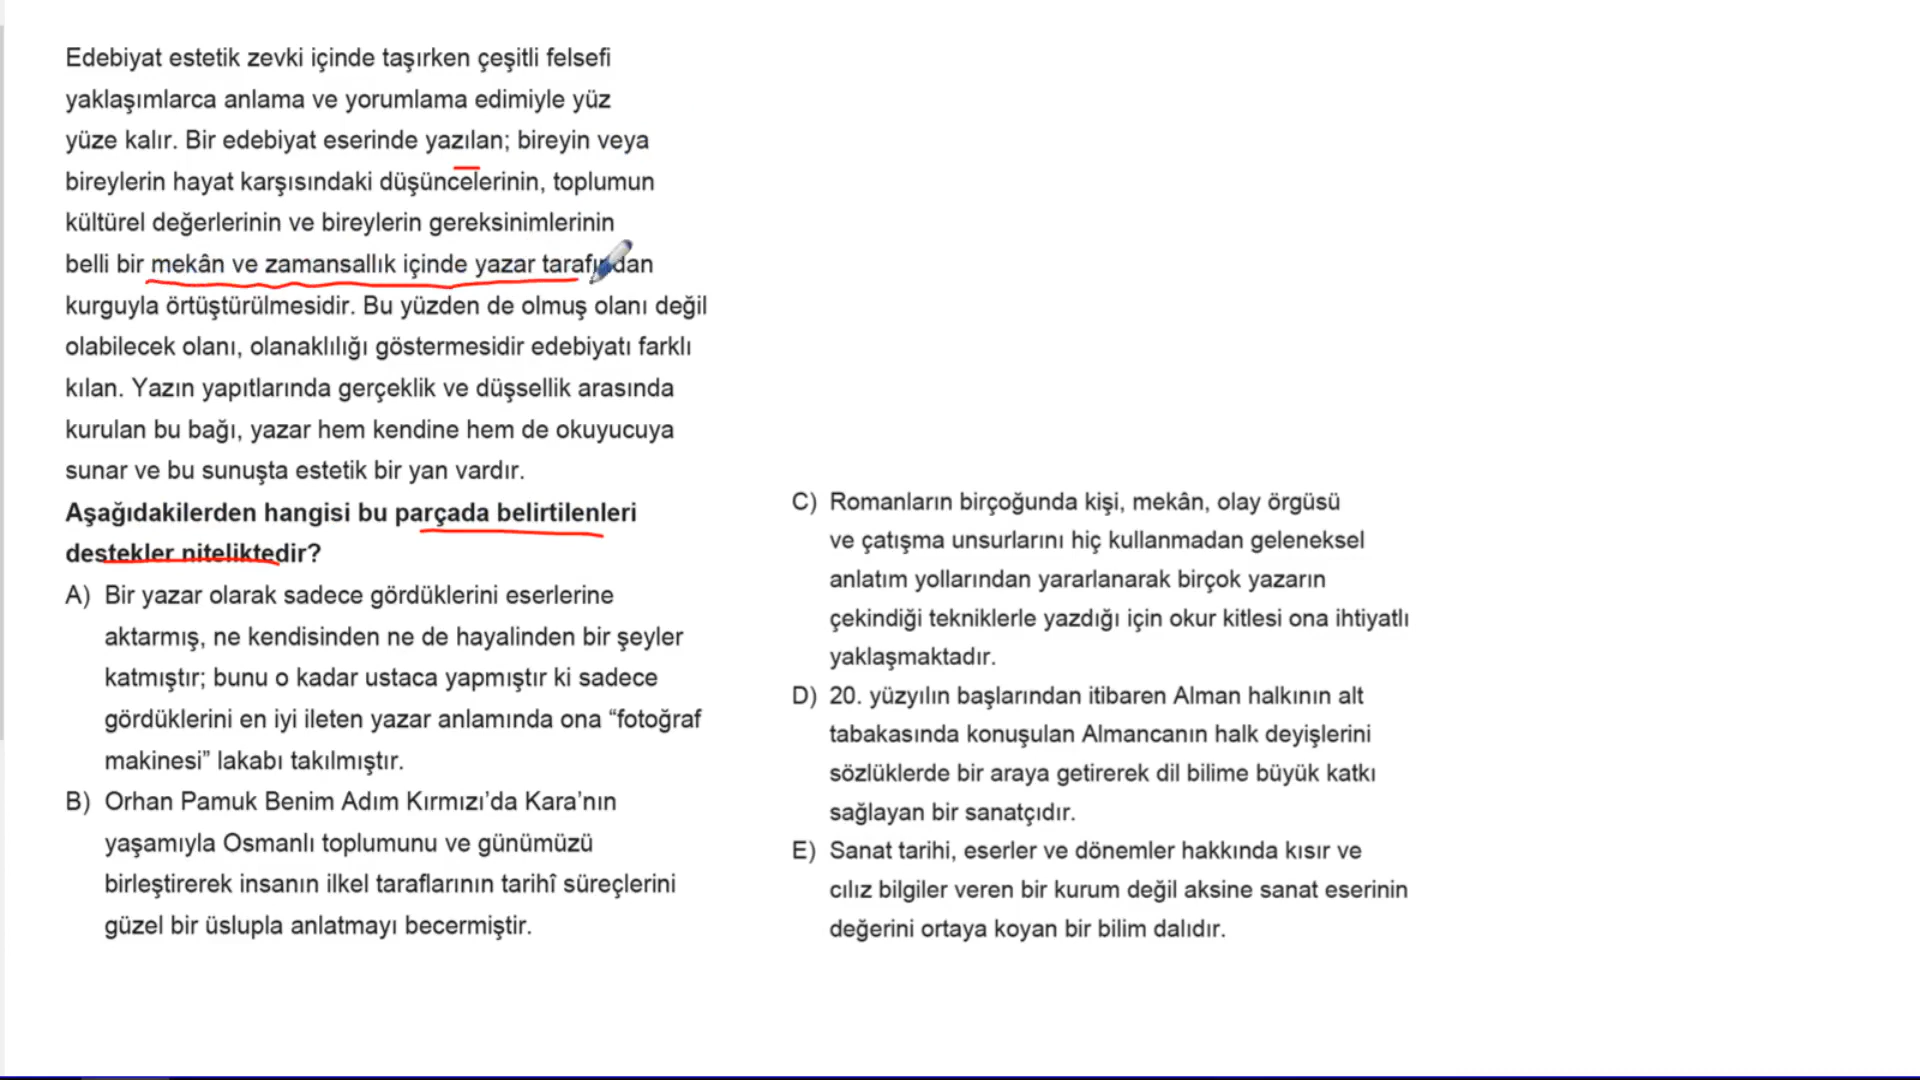 Edebiyat estetik zevki içinde taşırken çeşitli felsefi
yaklaşımlarca anlama ve yorumlama edimiyle yüz
yüze kalır. Bir edebiyat eserinde yazılan; bireyin veya
bireylerin hayat karşısındaki düşüncelerinin, toplumun
kültürel değerlerinin ve bireylerin gereksinimlerinin
belli bir mekân ve zamansallık içinde yazar tarafından
kurguyla örtüştürülmesidir. Bu yüzden de olmuş olanı değil
olabilecek olanı, olanaklılığı göstermesidir edebiyatı farklı
kılan. Yazın yapıtlarında gerçeklik ve düşsellik arasında
kurulan bu bağı, yazar hem kendine hem de okuyucuya
sunar ve bu sunuşta estetik bir yan vardır.
Aşağıdakilerden hangisi bu parçada belirtilenleri
destekler niteliktedir?
A) Bir yazar olarak sadece gördüklerini eserlerine
aktarmış, ne kendisinden ne de hayalinden bir şeyler
katmıştır; bunu o kadar ustaca yapmıştır ki sadece
gördüklerini en iyi ileten yazar anlamında ona “fotoğraf
makinesi” lakabı takılmıştır.
B) Orhan Pamuk Benim Adım Kırmızı’da Kara’nın
yaşamıyla Osmanlı toplumunu ve günümüzü
birleştirerek insanın ilkel taraflarının tarihî süreçlerini
güzel bir üslupla anlatmayı becermiştir.
C) Romanların birçoğunda kişi, mekân, olay örgüsü
ve çatışma unsurlarını hiç kullanmadan geleneksel
anlatım yollarından yararlanarak birçok yazarın
çekindiği tekniklerle yazdığı için okur kitlesi ona ihtiyatlı
yaklaşmaktadır.
D) 20. yüzyılın başlarından itibaren Alman halkının alt
tabakasında konuşulan Almancanın halk deyişlerini
sözlüklerde bir araya getirerek dil bilime büyük katkı
sağlayan bir sanatçıdır.
E) Sanat tarihi, eserler ve dönemler hakkında kısır ve
cılız bilgiler veren bir kurum değil aksine sanat eserinin
değerini ortaya koyan bir bilim dalıdır.